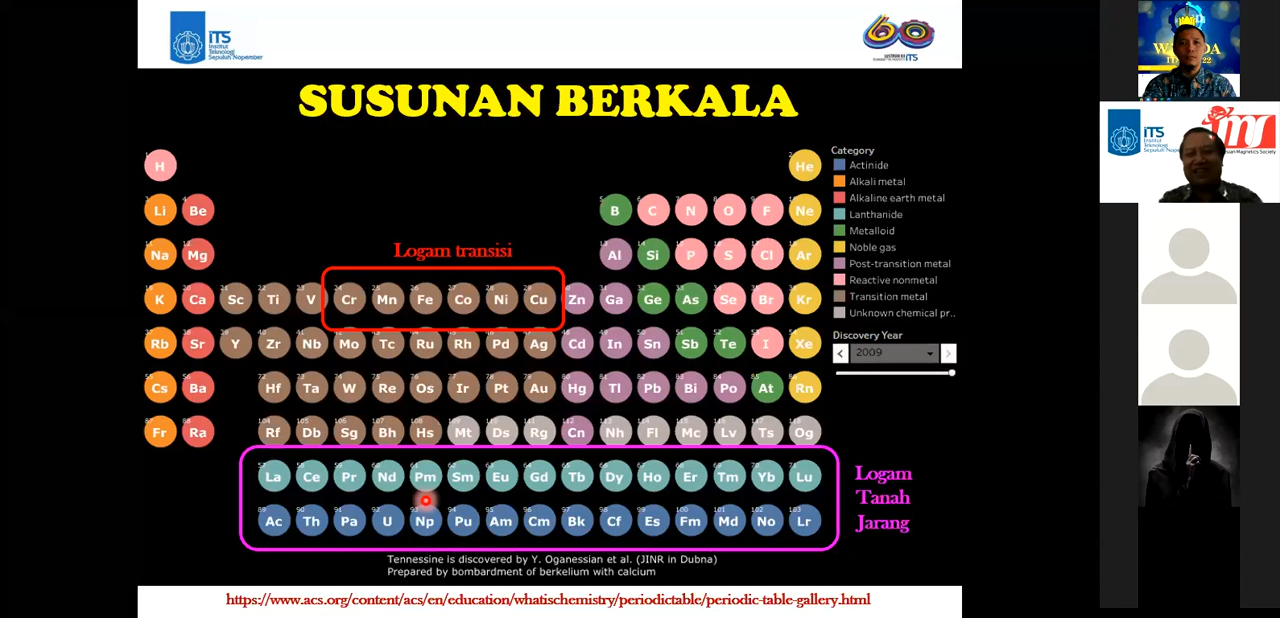 ITS
Institut
Teknologi
Sepuluh Nopember
60
ITS
SUSUNAN BERKALA
H He
Li Be B C N O F Ne
Logam transisi
Na Mg Al Si P S Cl Ar
K Ca Sc Ti V Cr Mn Fe Co Ni Cu Zn Ga Ge As Se Br Kr
Rb Sr Y Zr Nb Mo Tc Ru Rh Pd Ag Cd In Sn Sb Te I Xe
Cs Ba Hf Ta W Re Os Ir Pt Au Hg Tl Pb Bi Po At Rn
Fr Ra Rf Db Sg Bh Hs Mt Ds Rg Cn Nh Fl Mc Lv Ts Og
La Ce Pr Nd Pm Sm Eu Gd Tb Dy Ho Er Tm Yb Lu
Ac Th Pa U Np Pu Am Cm Bk Cf Es Fm Md No Lr
Logam
Tanah
Jarang
Category
Actinide
Alkali metal
Alkaline earth metal
Lanthanide
Metalloid
Noble gas
Post-transition metal
Reactive nonmetal
Transition metal
Unknown chemical pr..
Discovery Year
2009
Tennessine is discovered by Y. Oganessian et al. (JINR in Dubna)
Prepared by bombardment of berkelium with calcium
https://www.acs.org/content/acs/en/education/whatischemistry/periodictable/periodic-table-gallery.html
ITS
Institut
Teknologi